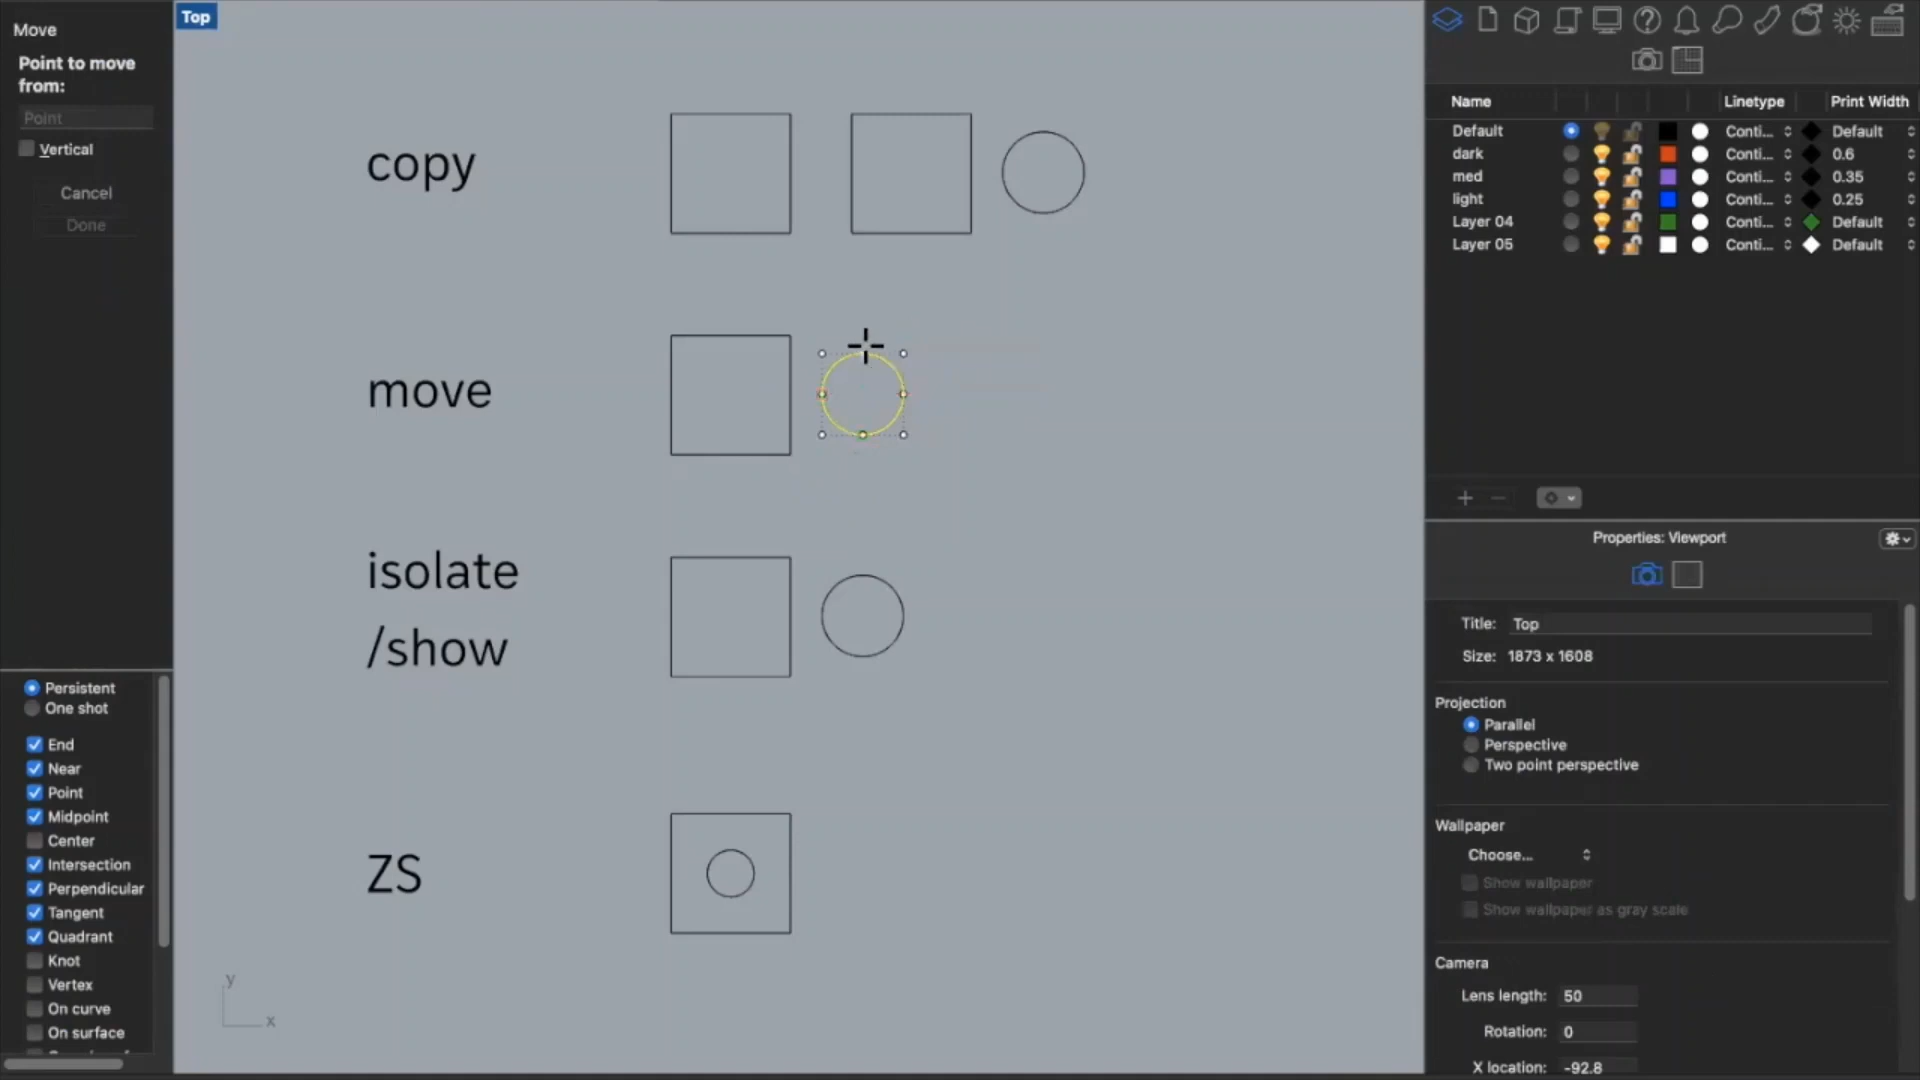 Move
Point to move
from:
Point
Vertical
Cancel
Done
Persistent
One shot
End
Near
Point
Midpoint
Center
Intersection
Perpendicular
Tangent
Quadrant
Knot
Vertex
On curve
On surface
Top
copy
move
isolate
/show
ZS
y
x
Name Linetype Print Width
Default Conti... Default
dark Conti... 0.6
med Conti... 0.35
light Conti... 0.25
Layer 04 Conti... Default
Layer 05 Conti... Default
Properties: Viewport
Title: Top
Size: 1873 x 1608
Projection
Parallel
Perspective
Two point perspective
Wallpaper
Choose...
Show wallpaper
Show wallpaper as gray scale
Camera
Lens length: 50
Rotation: 0
X location: -92.8